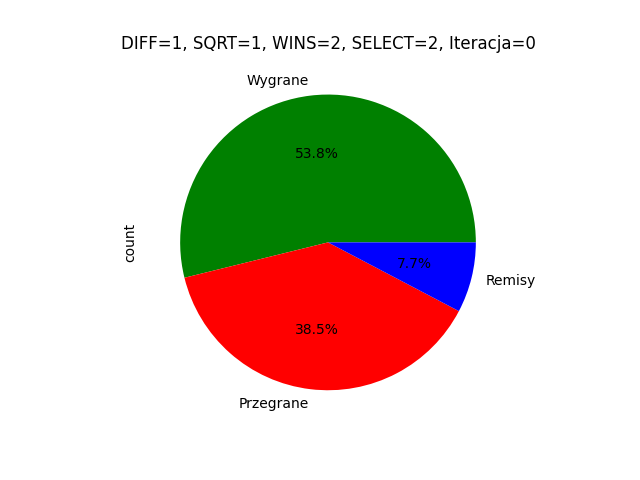 DIFF=1, SQRT=1, WINS=2, SELECT=2, Iteracja=0
Wygrane
53.8%
count
7.7%
Remisy
38.5%
Przegrane